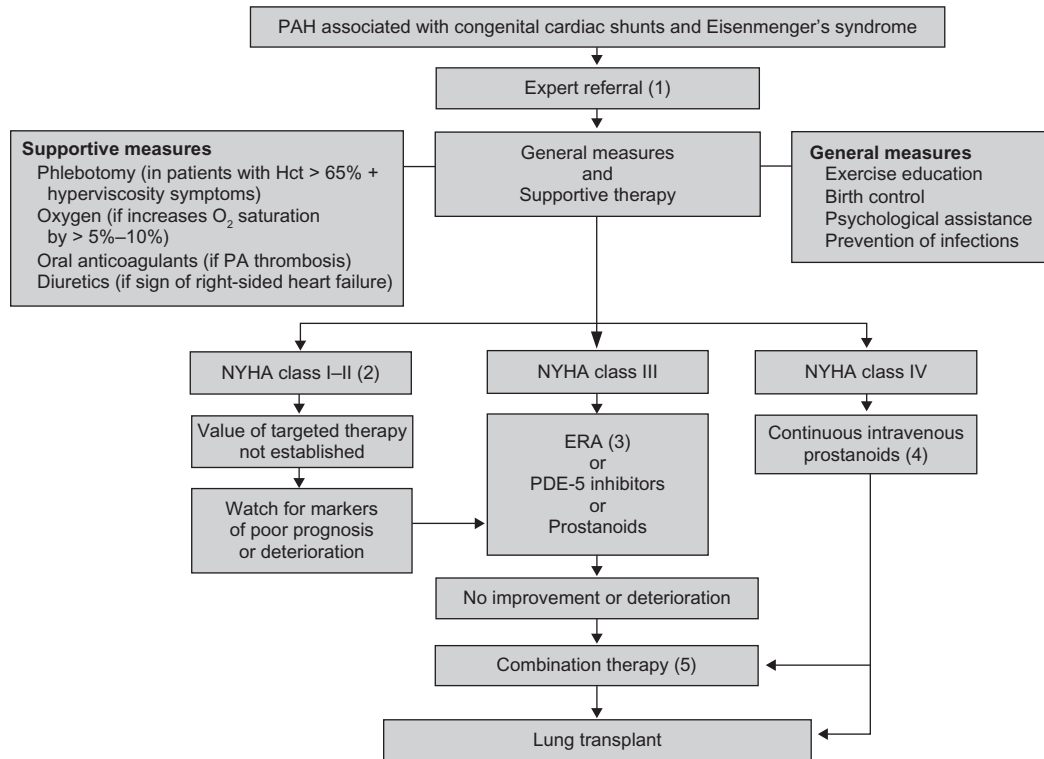 PAH associated with congenital cardiac shunts and Eisenmenger's syndrome
Expert referral (1)
Supportive measures
Phlebotomy (in patients with Hct > 65% +
hyperviscosity symptoms)
Oxygen (if increases O₂ saturation
by > 5%–10%)
Oral anticoagulants (if PA thrombosis)
Diuretics (if sign of right-sided heart failure)
General measures
and
Supportive therapy
General measures
Exercise education
Birth control
Psychological assistance
Prevention of infections
NYHA class I–II (2)
NYHA class III
NYHA class IV
Value of targeted therapy
not established
ERA (3)
or
PDE-5 inhibitors
or
Prostanoids
Continuous intravenous
prostanoids (4)
Watch for markers
of poor prognosis
or deterioration
No improvement or deterioration
Combination therapy (5)
Lung transplant